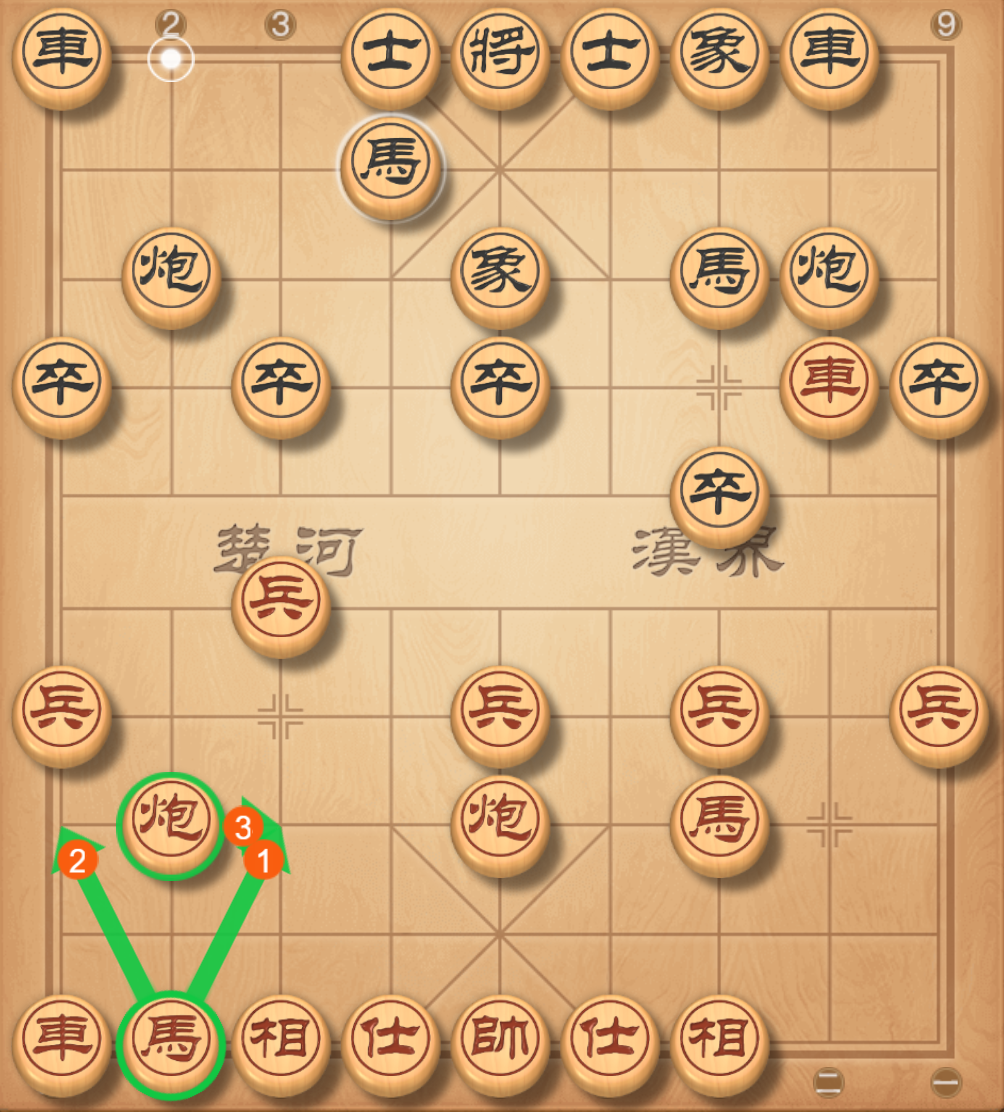 2 3 9
車 士 將 士 象 車
馬
炮 象 馬 炮
卒 卒 卒 車 卒
卒
楚河 漢界
兵
兵 兵 兵 兵
炮 3 炮 馬
2 1
車 馬 相 仕 帥 仕 相
二 一